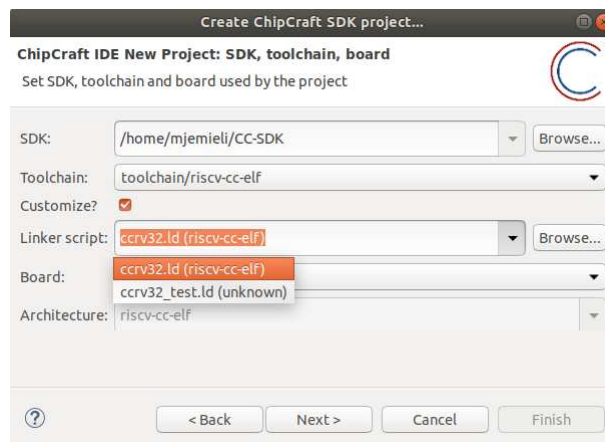 Create ChipCraft SDK project...
ChipCraft IDE New Project: SDK, toolchain, board
Set SDK, toolchain and board used by the project
SDK: /home/mjemieli/CC-SDK Browse...
Toolchain: toolchain/riscv-cc-elf
Customize?
Linker script: ccrv32.ld (riscv-cc-elf) Browse...
ccrv32.ld (riscv-cc-elf)
Board:
ccrv32_test.ld (unknown)
Architecture: riscv-cc-elf
? < Back Next > Cancel Finish